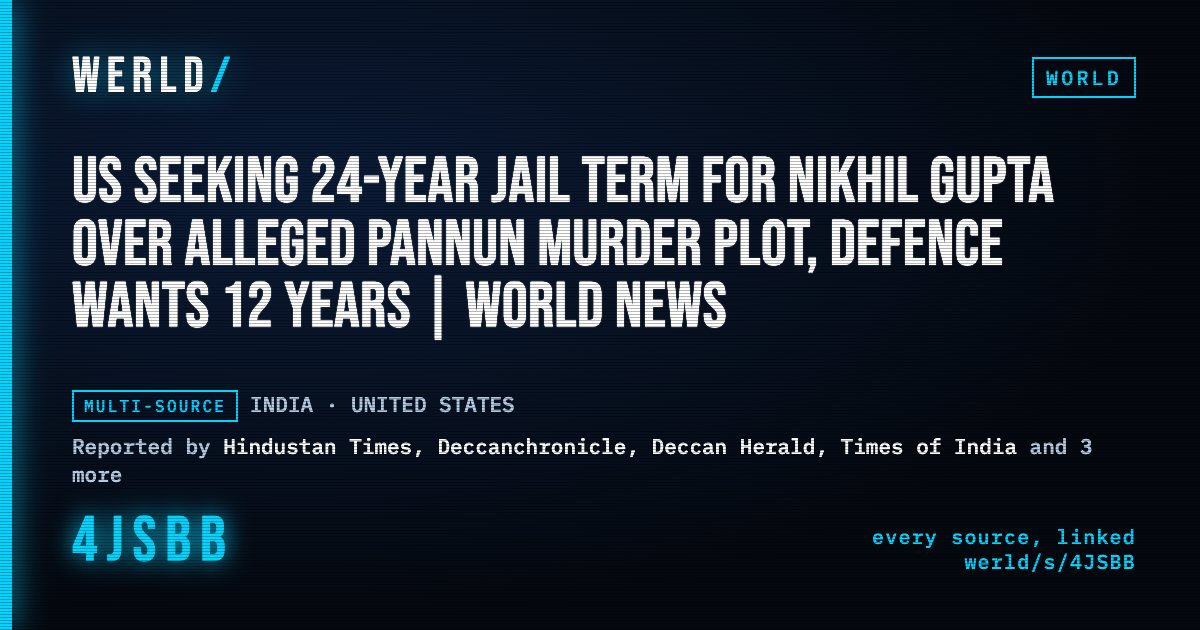 WERLD/
WORLD
US SEEKING 24-YEAR JAIL TERM FOR NIKHIL GUPTA
OVER ALLEGED PANNUN MURDER PLOT, DEFENCE
WANTS 12 YEARS | WORLD NEWS
MULTI-SOURCE INDIA · UNITED STATES
Reported by Hindustan Times, Deccanchronicle, Deccan Herald, Times of India and 3
more
4JSBB
every source, linked
werld/s/4JSBB